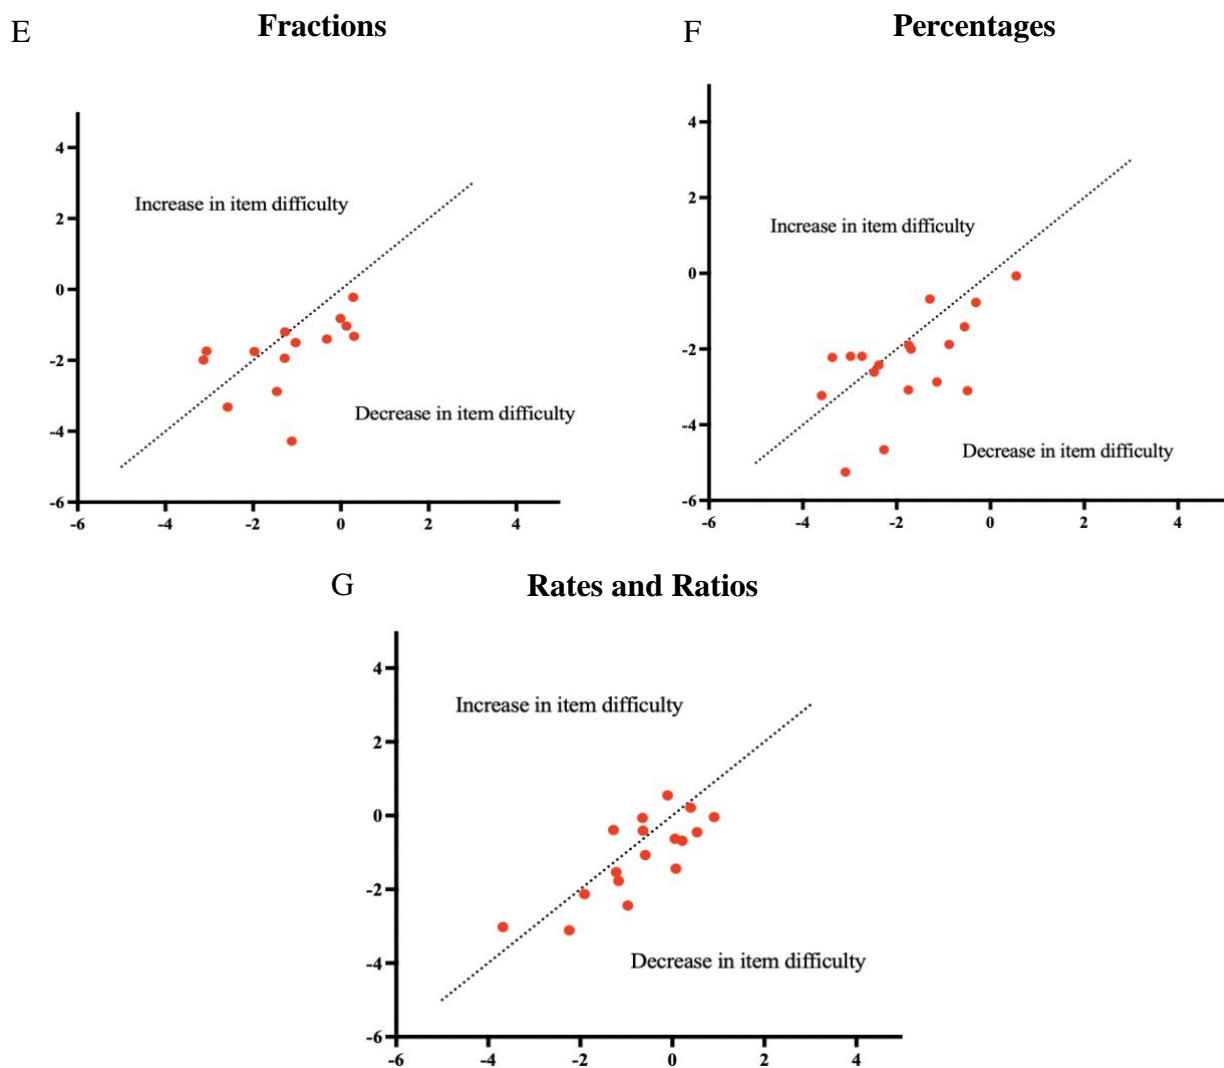 E
Fractions
4
2
0
-2
-4
-6
Increase in item difficulty
Decrease in item difficulty
-6 -4 -2 0 2 4
F
Percentages
4
2
0
-2
-4
-6
Increase in item difficulty
Decrease in item difficulty
-6 -4 -2 0 2 4
G
Rates and Ratios
4
2
0
-2
-4
-6
Increase in item difficulty
Decrease in item difficulty
-6 -4 -2 0 2 4